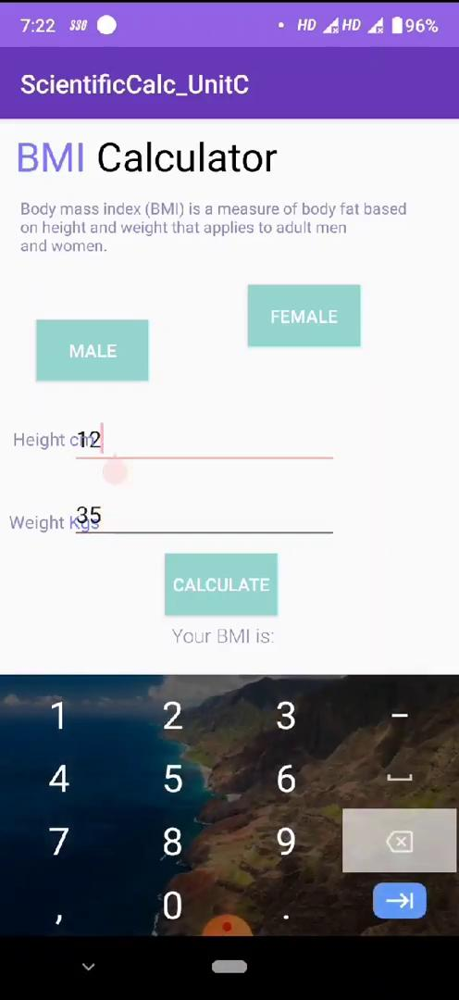 7:22 HD HD 96%
ScientificCalc_UnitC
BMI Calculator
Body mass index (BMI) is a measure of body fat based
on height and weight that applies to adult men
and women.
FEMALE
MALE
Height cm 12
Weight Kgs 35
CALCULATE
Your BMI is:
1 2 3 –
4 5 6
7 8 9
, 0 .